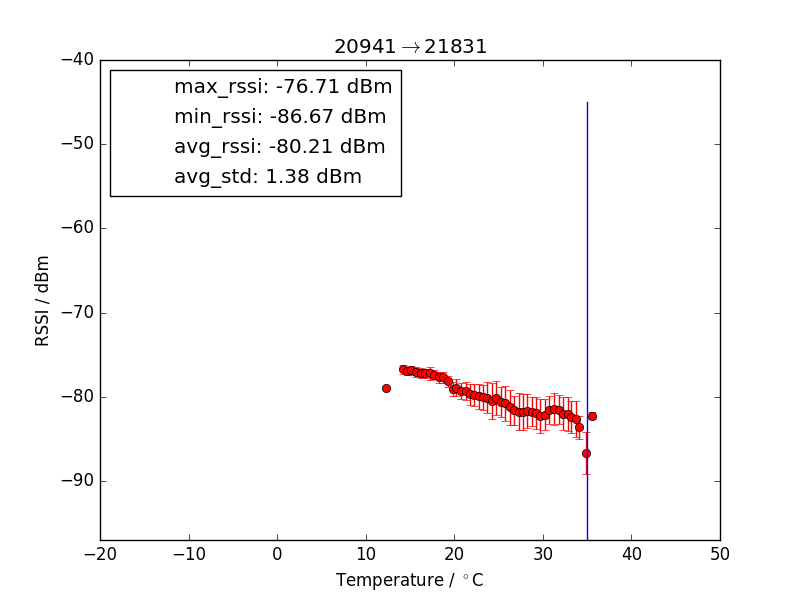 20941→21831
max_rssi: -76.71 dBm
min_rssi: -86.67 dBm
avg_rssi: -80.21 dBm
avg_std: 1.38 dBm
−40
−50
−60
−70
−80
−90
RSSI / dBm
−20 −10 0 10 20 30 40 50
Temperature / °C